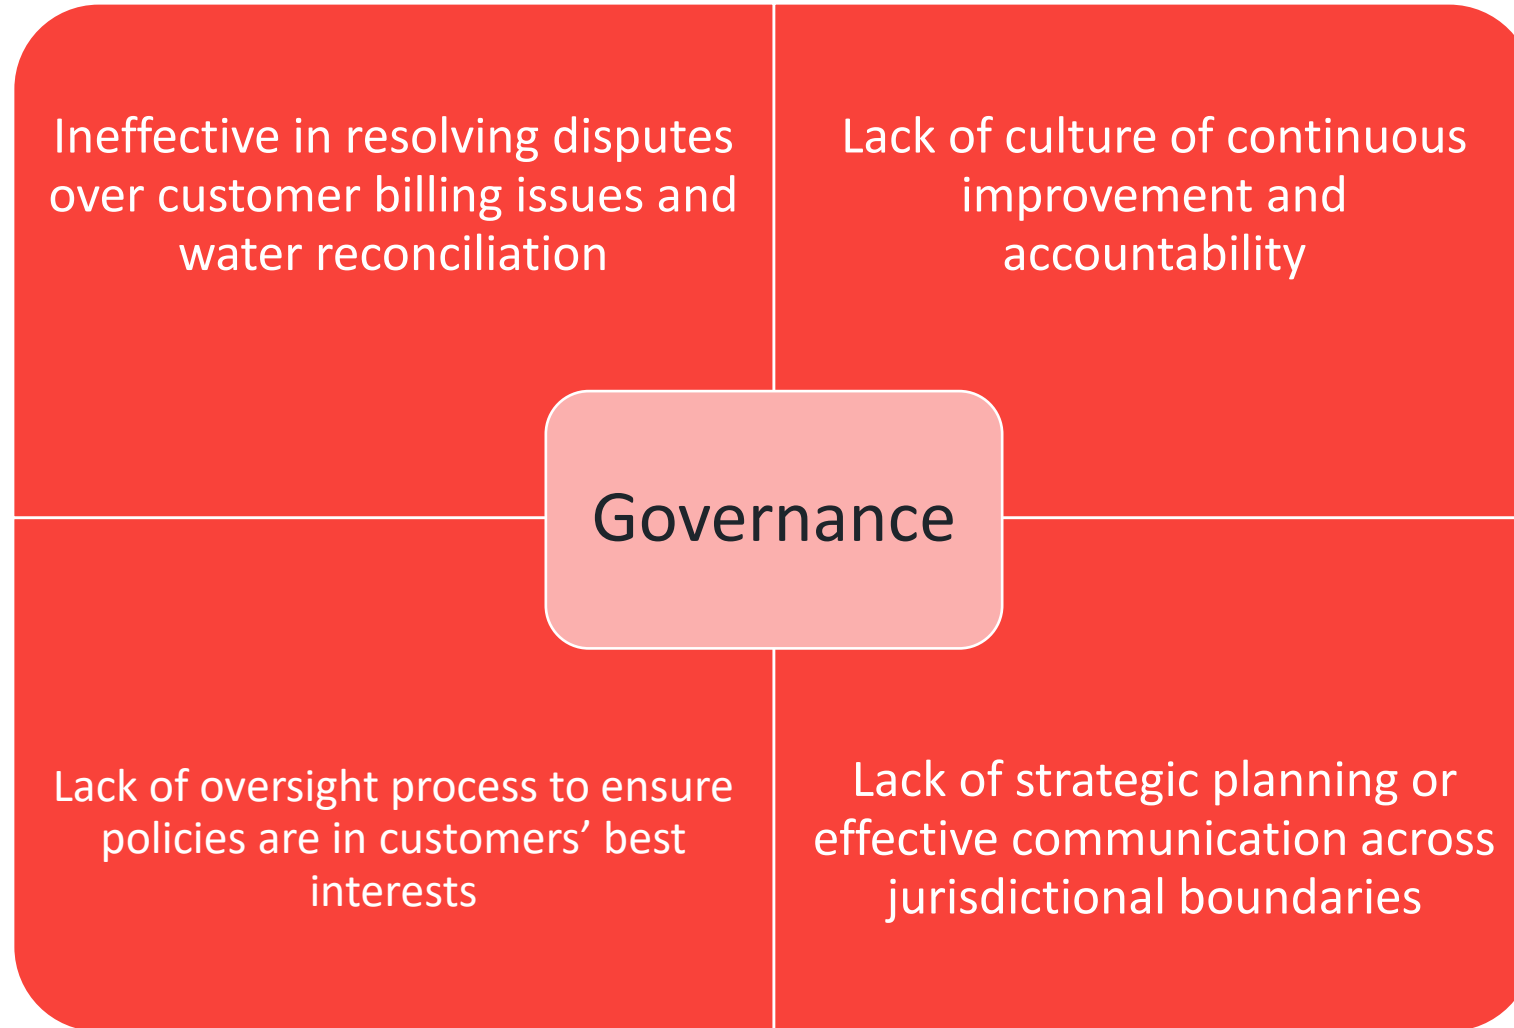 Ineffective in resolving disputes
over customer billing issues and
water reconciliation
Lack of culture of continuous
improvement and
accountability
Governance
Lack of oversight process to ensure
policies are in customers’ best
interests
Lack of strategic planning or
effective communication across
jurisdictional boundaries